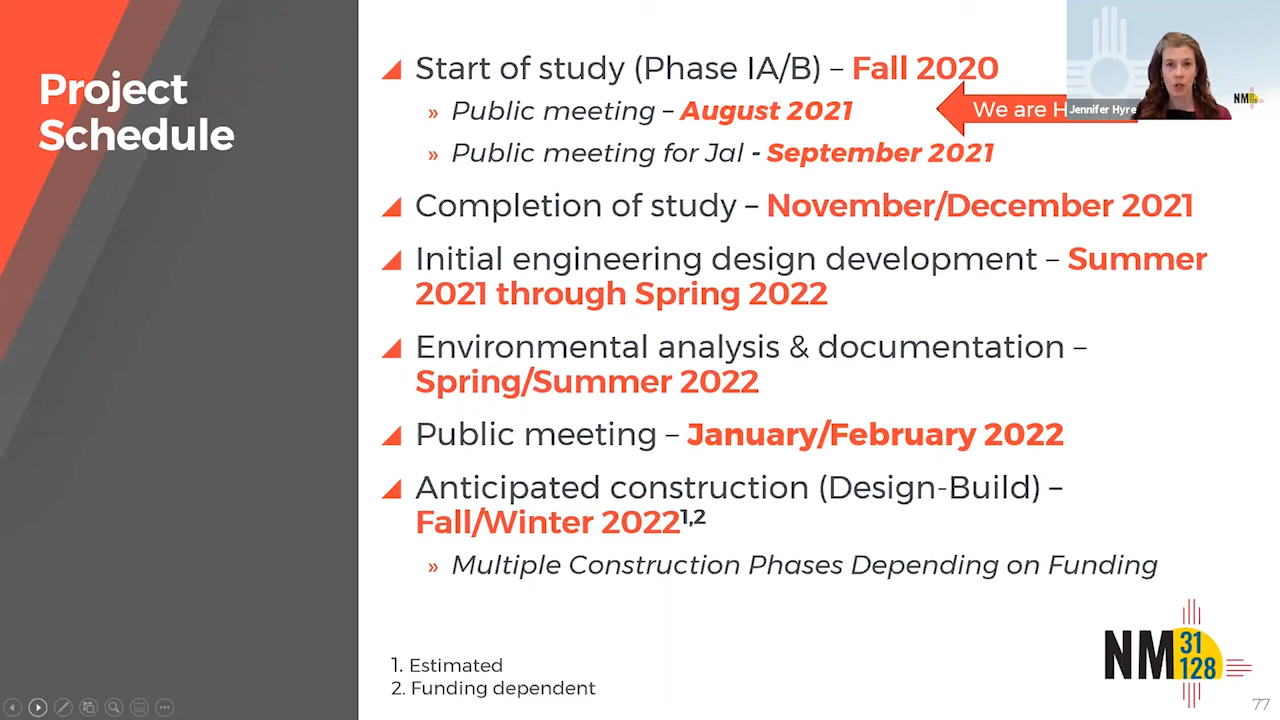 Project
Schedule
Start of study (Phase IA/B) – Fall 2020
» Public meeting – August 2021
We are H
Jennifer Hyre
NM
» Public meeting for Jal - September 2021
Completion of study – November/December 2021
Initial engineering design development – Summer
2021 through Spring 2022
Environmental analysis & documentation –
Spring/Summer 2022
Public meeting – January/February 2022
Anticipated construction (Design-Build) –
Fall/Winter 2022¹,²
» Multiple Construction Phases Depending on Funding
1. Estimated
2. Funding dependent
NM 31
128
77